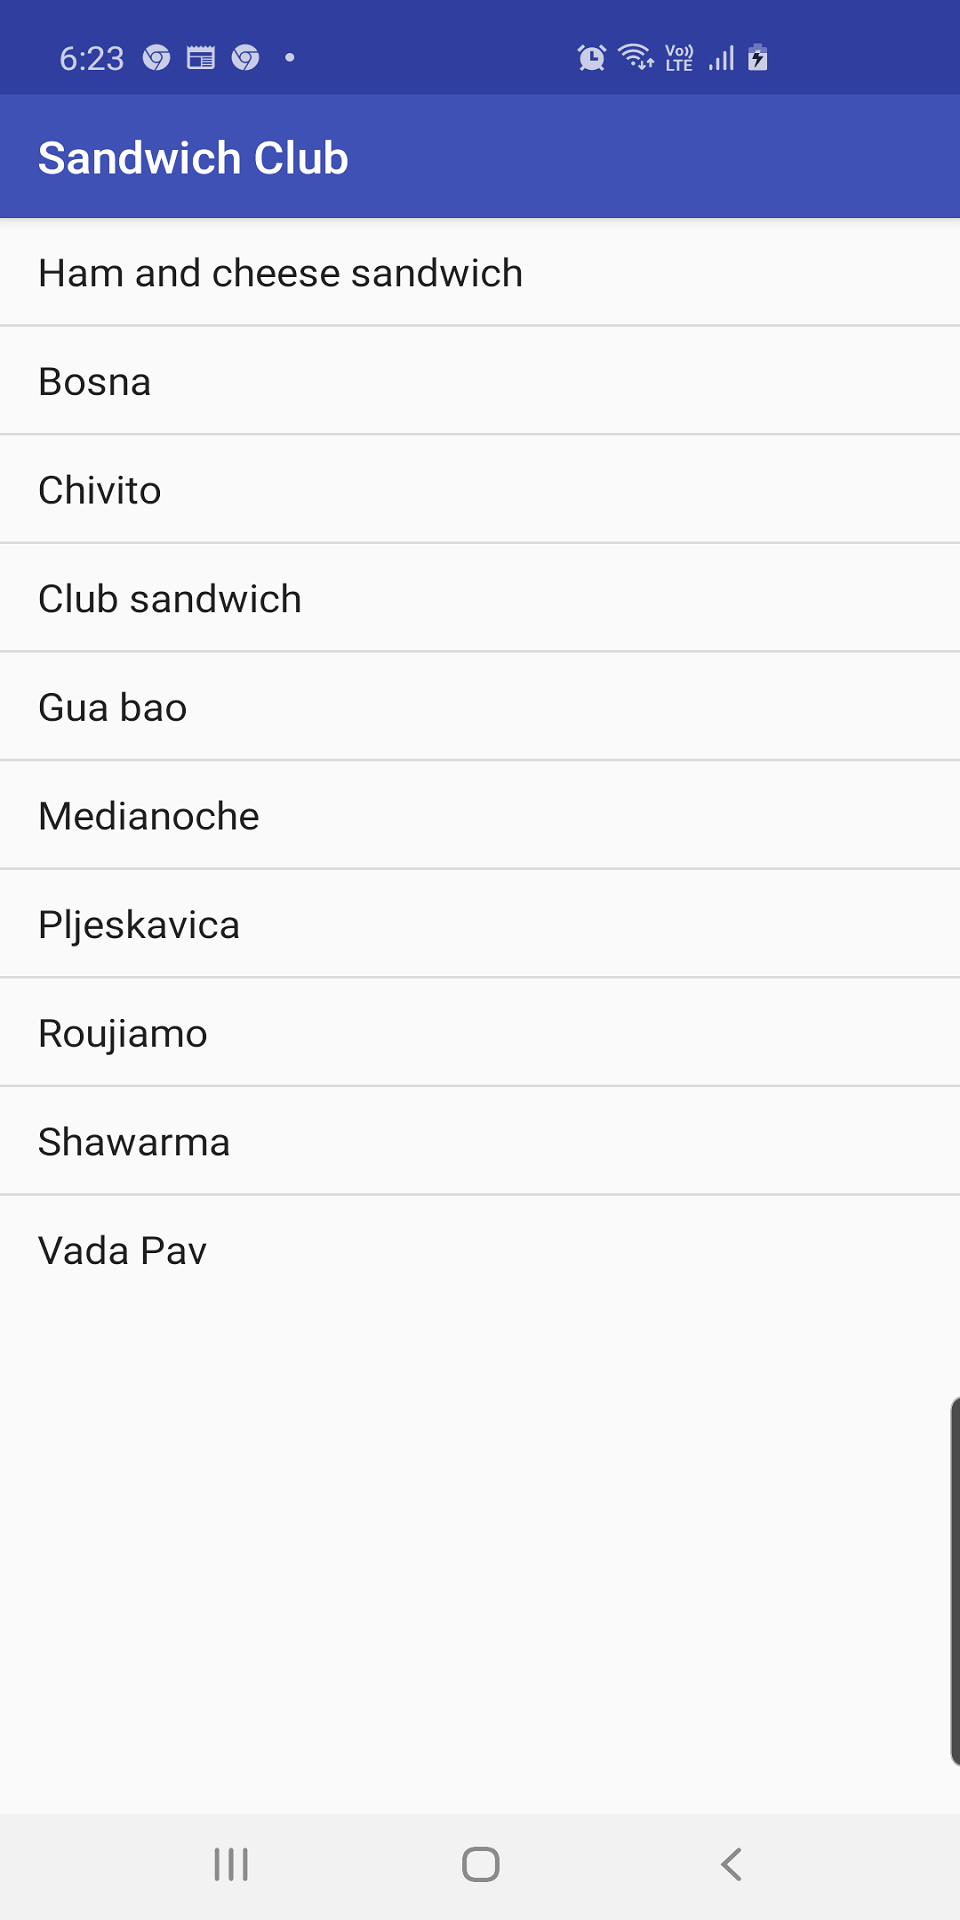 6:23
Vo))
LTE
Sandwich Club
Ham and cheese sandwich
Bosna
Chivito
Club sandwich
Gua bao
Medianoche
Pljeskavica
Roujiamo
Shawarma
Vada Pav